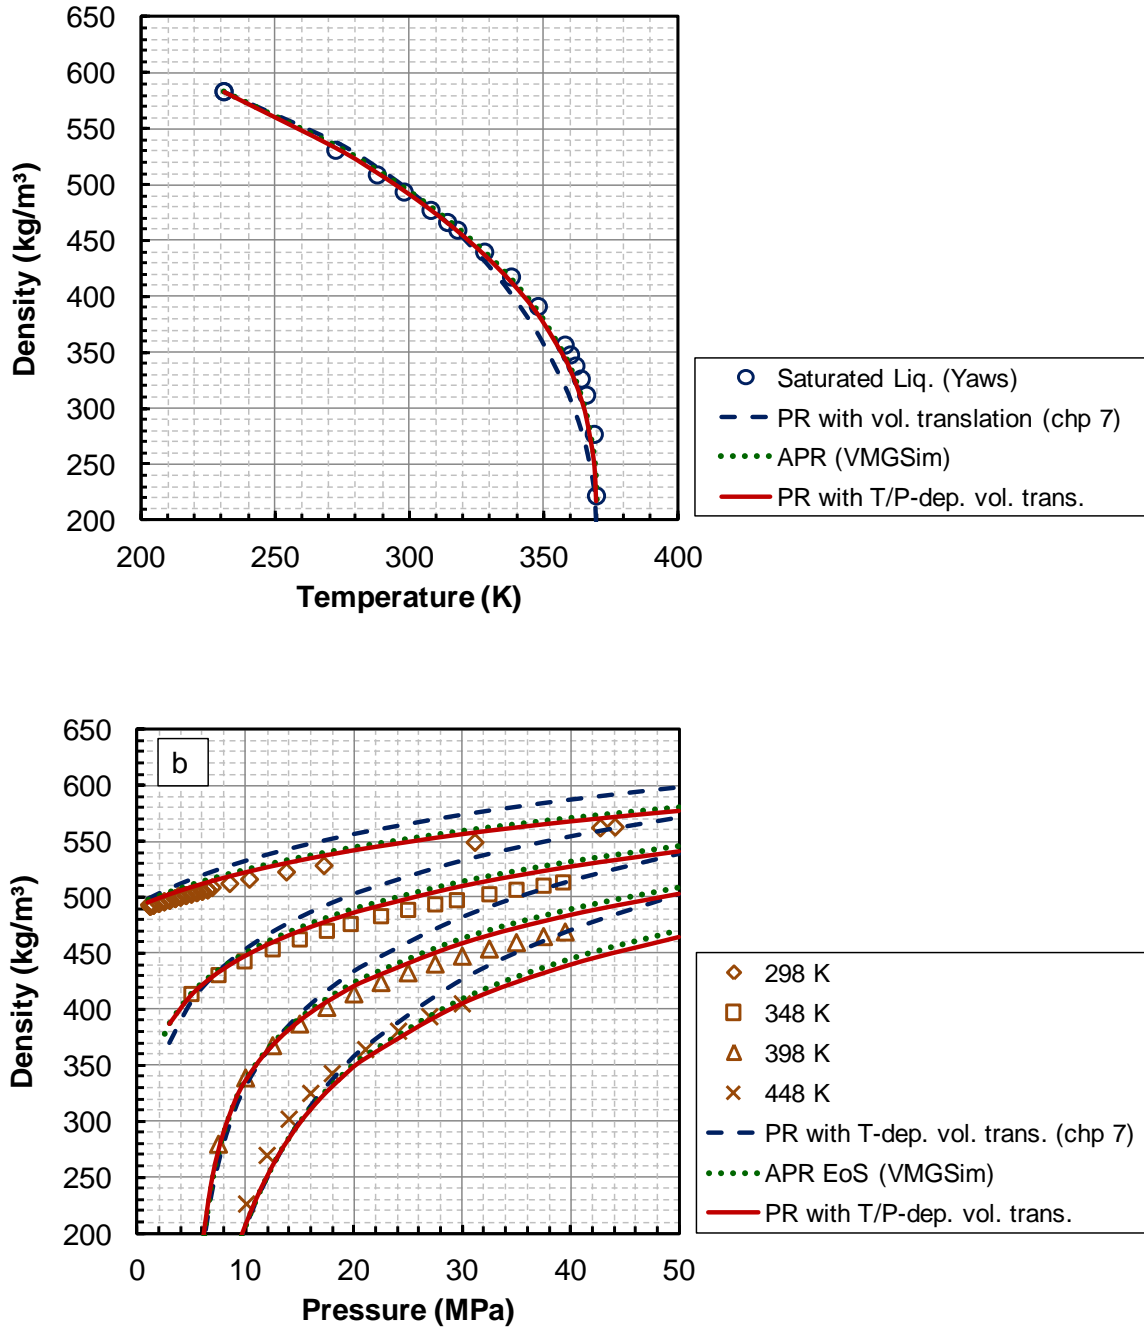 650
600
550
500
450
400
350
300
250
200
Density (kg/m³)
200 250 300 350 400
Temperature (K)
Saturated Liq. (Yaws)
PR with vol. translation (chp 7)
APR (VMGSim)
PR with T/P-dep. vol. trans.
b
650
600
550
500
450
400
350
300
250
200
Density (kg/m³)
0 10 20 30 40 50
Pressure (MPa)
298 K
348 K
398 K
448 K
PR with T-dep. vol. trans. (chp 7)
APR EoS (VMGSim)
PR with T/P-dep. vol. trans.